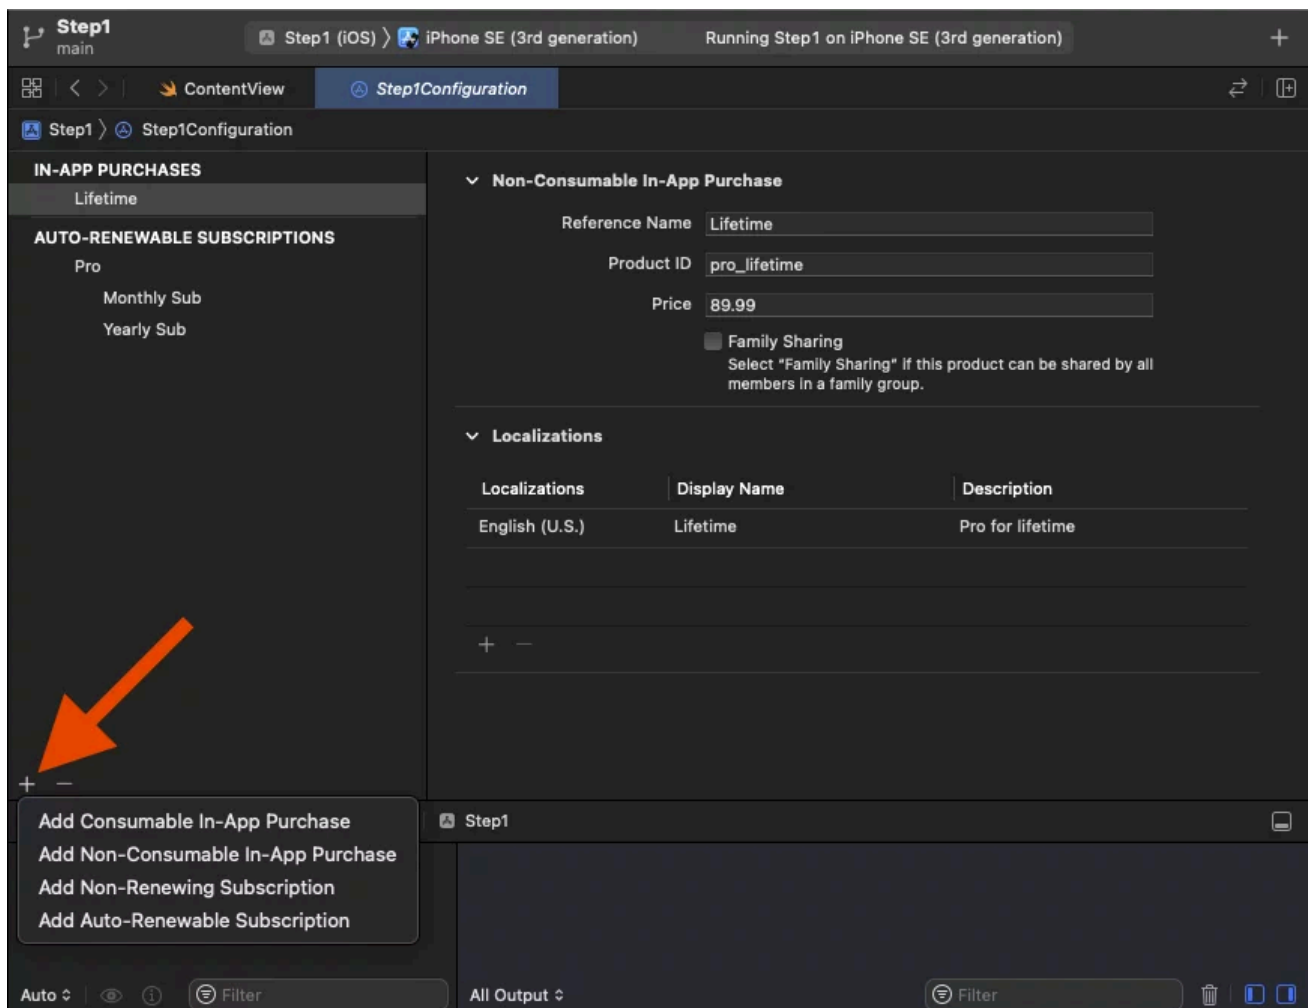 Step1
main
Step1 (iOS) 〉 iPhone SE (3rd generation)
Running Step1 on iPhone SE (3rd generation)
ContentView
Step1Configuration
Step1 〉 Step1Configuration
IN-APP PURCHASES
Lifetime
AUTO-RENEWABLE SUBSCRIPTIONS
Pro
Monthly Sub
Yearly Sub
Non-Consumable In-App Purchase
Reference Name Lifetime
Product ID pro_lifetime
Price 89.99
Family Sharing
Select “Family Sharing” if this product can be shared by all
members in a family group.
Localizations
Localizations Display Name Description
English (U.S.) Lifetime Pro for lifetime
Add Consumable In-App Purchase
Add Non-Consumable In-App Purchase
Add Non-Renewing Subscription
Add Auto-Renewable Subscription
Step1
Auto
Filter
All Output
Filter